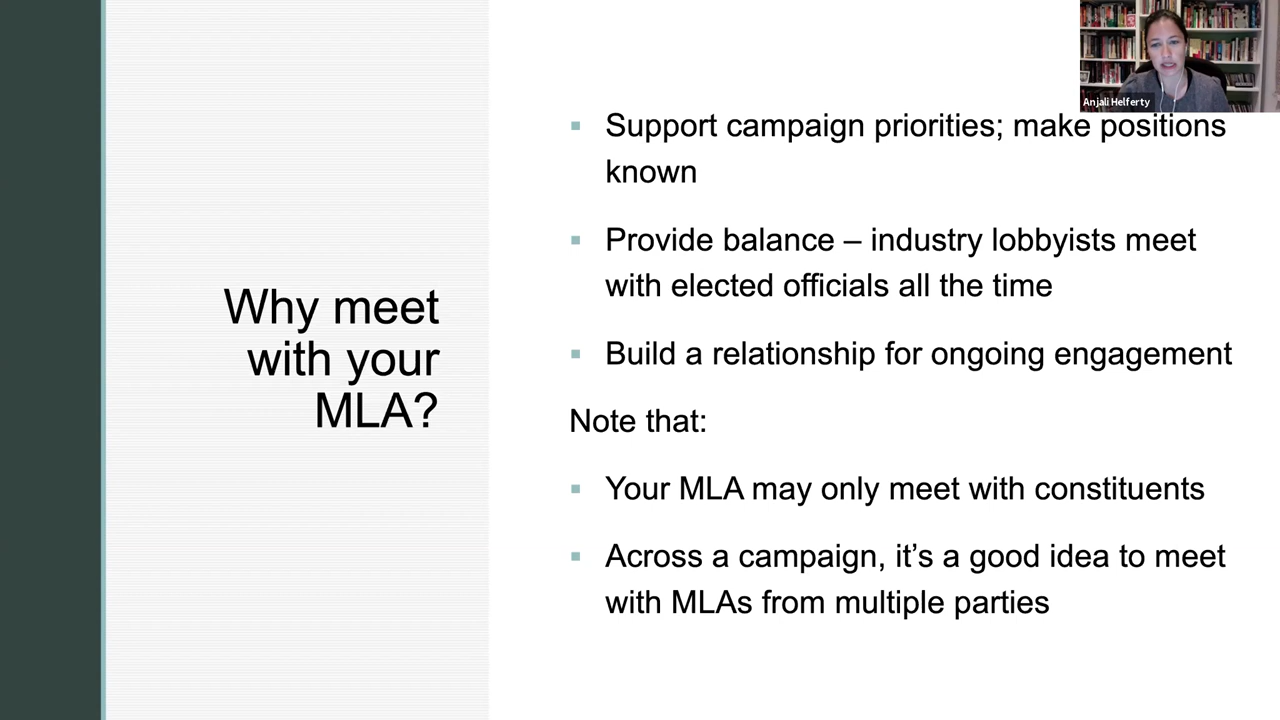 Anjali Helferty
Why meet
with your
MLA?
▪ Support campaign priorities; make positions
known
▪ Provide balance – industry lobbyists meet
with elected officials all the time
▪ Build a relationship for ongoing engagement
Note that:
▪ Your MLA may only meet with constituents
▪ Across a campaign, it’s a good idea to meet
with MLAs from multiple parties